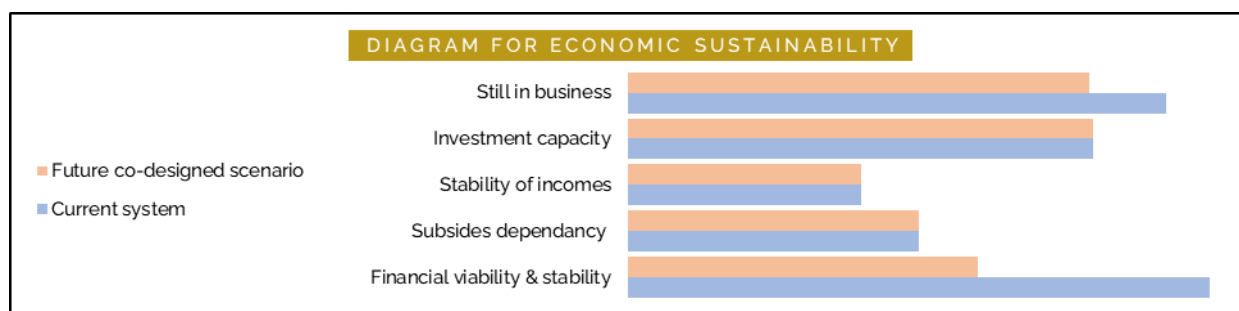 DIAGRAM FOR ECONOMIC SUSTAINABILITY
Still in business
Investment capacity
Stability of incomes
Subsides dependancy
Financial viability & stability
Future co-designed scenario
Current system